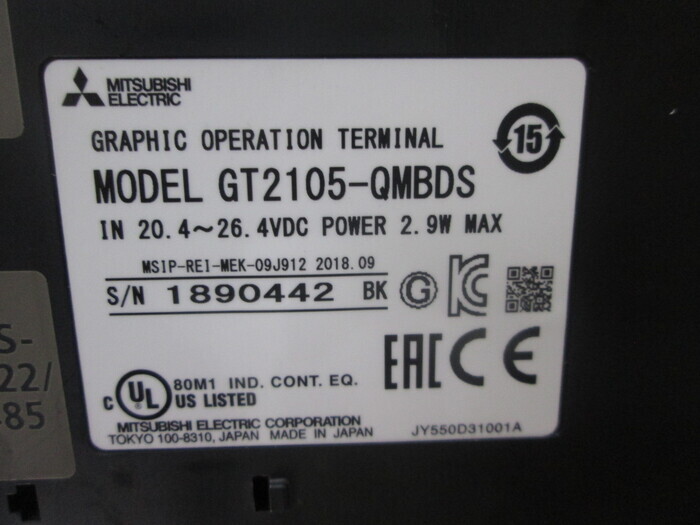 MITSUBISHI
ELECTRIC
GRAPHIC OPERATION TERMINAL
15
MODEL GT2105-QMBDS
IN 20.4～26.4VDC POWER 2.9W MAX
MSIP-REI-MEK-09J912 2018.09
S/N 1890442 BK G KC
EAC CE
C UL US LISTED 80M1 IND. CONT. EQ.
MITSUBISHI ELECTRIC CORPORATION
TOKYO 100-8310, JAPAN MADE IN JAPAN JY550D31001A
S-
22/
85